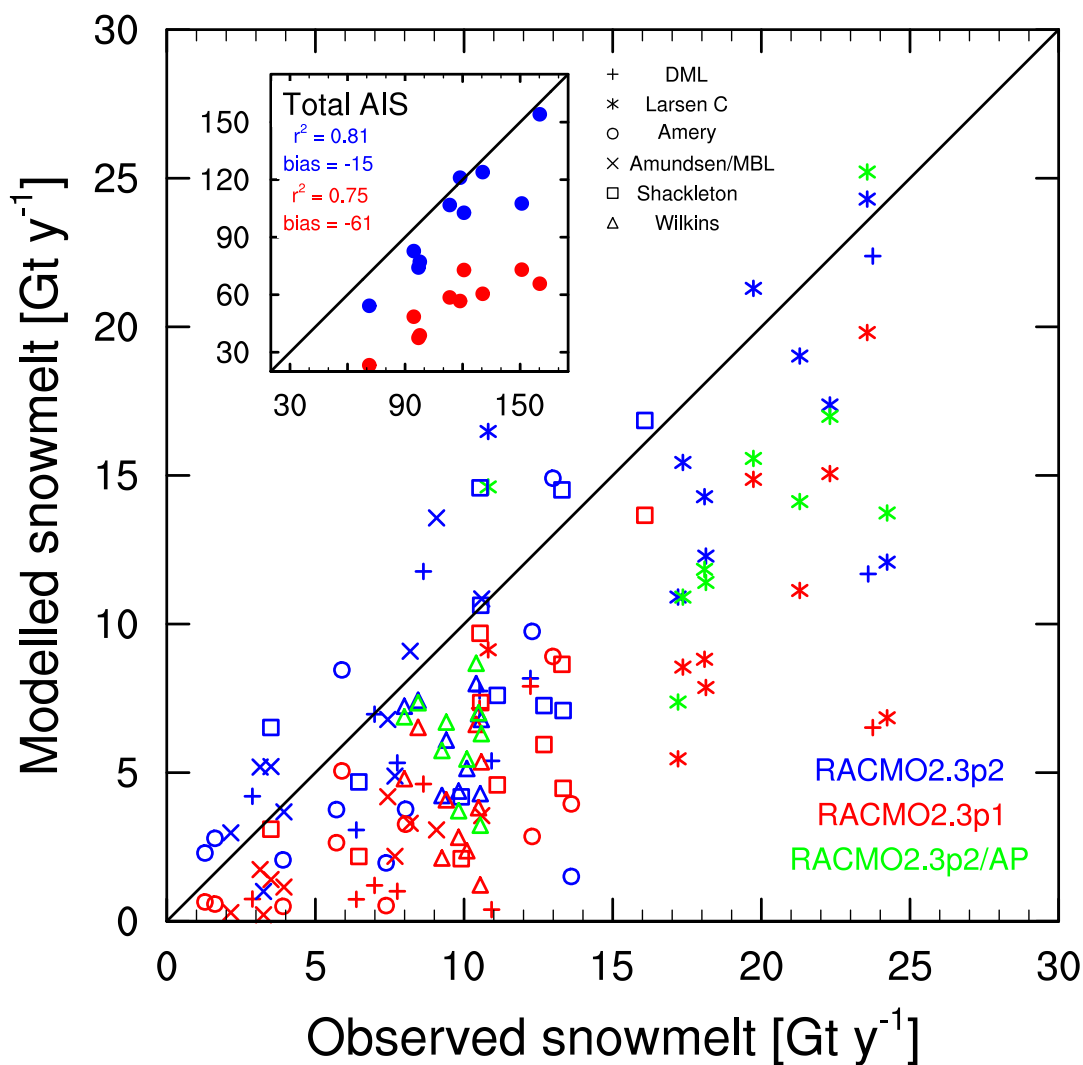 30
25
20
15
10
5
0
0
5
10
15
20
25
30
Modelled snowmelt [Gt y⁻¹]
Observed snowmelt [Gt y⁻¹]
Total AIS
r² = 0.81
bias = -15
r² = 0.75
bias = -61
150
120
90
60
30
30
90
150
DML
Larsen C
Amery
Amundsen/MBL
Shackleton
Wilkins
RACMO2.3p2
RACMO2.3p1
RACMO2.3p2/AP